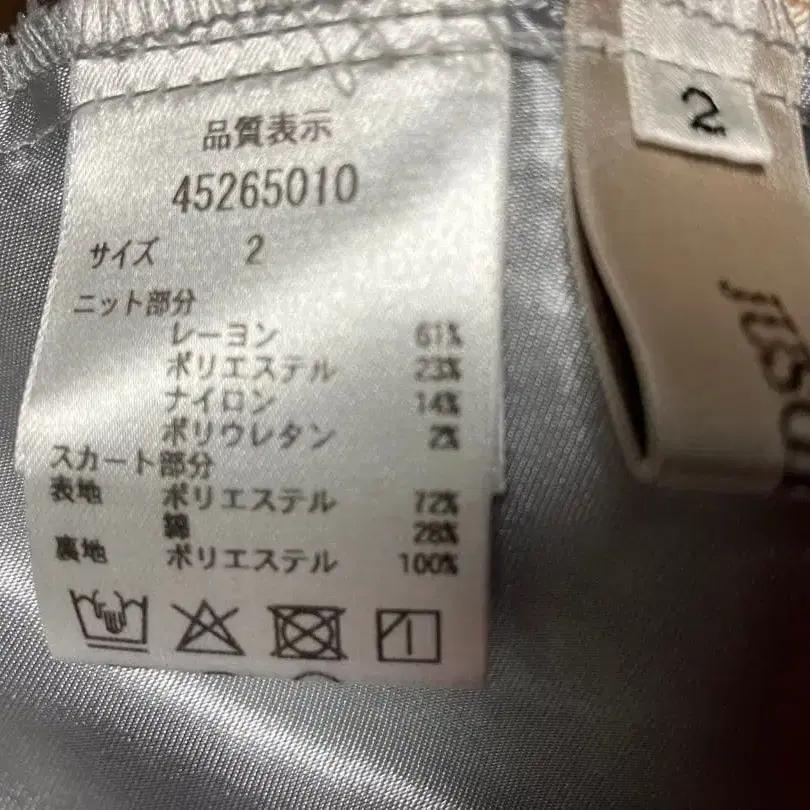 品質表示
45265010
サイズ 2
ニット部分
レーヨン 61%
ポリエステル 23%
ナイロン 14%
ポリウレタン 2%
スカート部分
表地 ポリエステル 72%
綿 28%
裏地 ポリエステル 100%
2